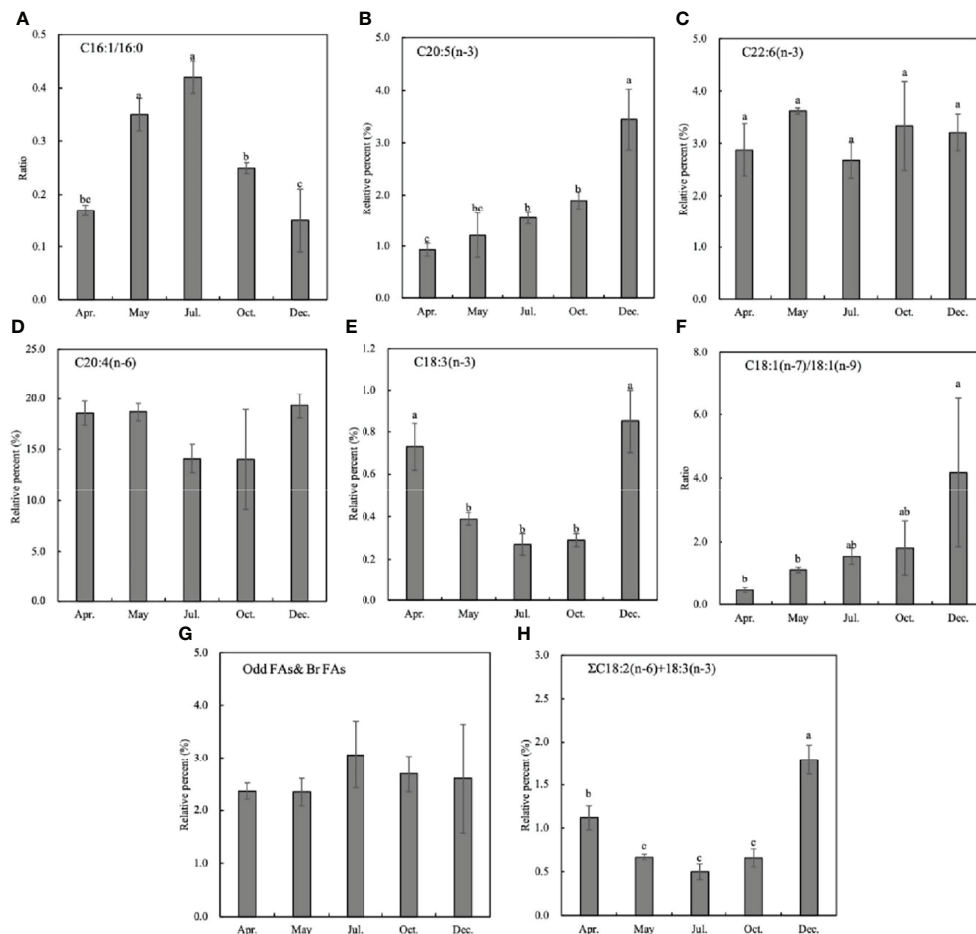 A
C16:1/16:0
0.5
0.4
0.3
0.2
0.1
0.0
Ratio
bc
a
a
b
c
Apr. May Jul. Oct. Dec.
B
C20:5(n-3)
5.0
4.0
3.0
2.0
1.0
0.0
Relative percent (%)
c
bc
b
b
a
Apr. May Jul. Oct. Dec.
C
C22:6(n-3)
5.0
4.0
3.0
2.0
1.0
0.0
Relative percent (%)
a
a
a
a
a
Apr. May Jul. Oct. Dec.
D
C20:4(n-6)
25.0
20.0
15.0
10.0
5.0
0.0
Relative percent (%)
Apr. May Jul. Oct. Dec.
E
C18:3(n-3)
1.2
1.0
0.8
0.6
0.4
0.2
0.0
Relative percent (%)
a
b
b
b
a
Apr. May Jul. Oct. Dec.
F
C18:1(n-7)/18:1(n-9)
8.0
6.0
4.0
2.0
0.0
Ratio
b
b
ab
ab
a
Apr. May Jul. Oct. Dec.
G
Odd FAs& Br FAs
5.0
4.0
3.0
2.0
1.0
0.0
Relative percent (%)
Apr. May Jul. Oct. Dec.
H
ΣC18:2(n-6)+18:3(n-3)
3.0
2.5
2.0
1.5
1.0
0.5
0.0
Relative percent (%)
b
c
c
c
a
Apr. May Jul. Oct. Dec.